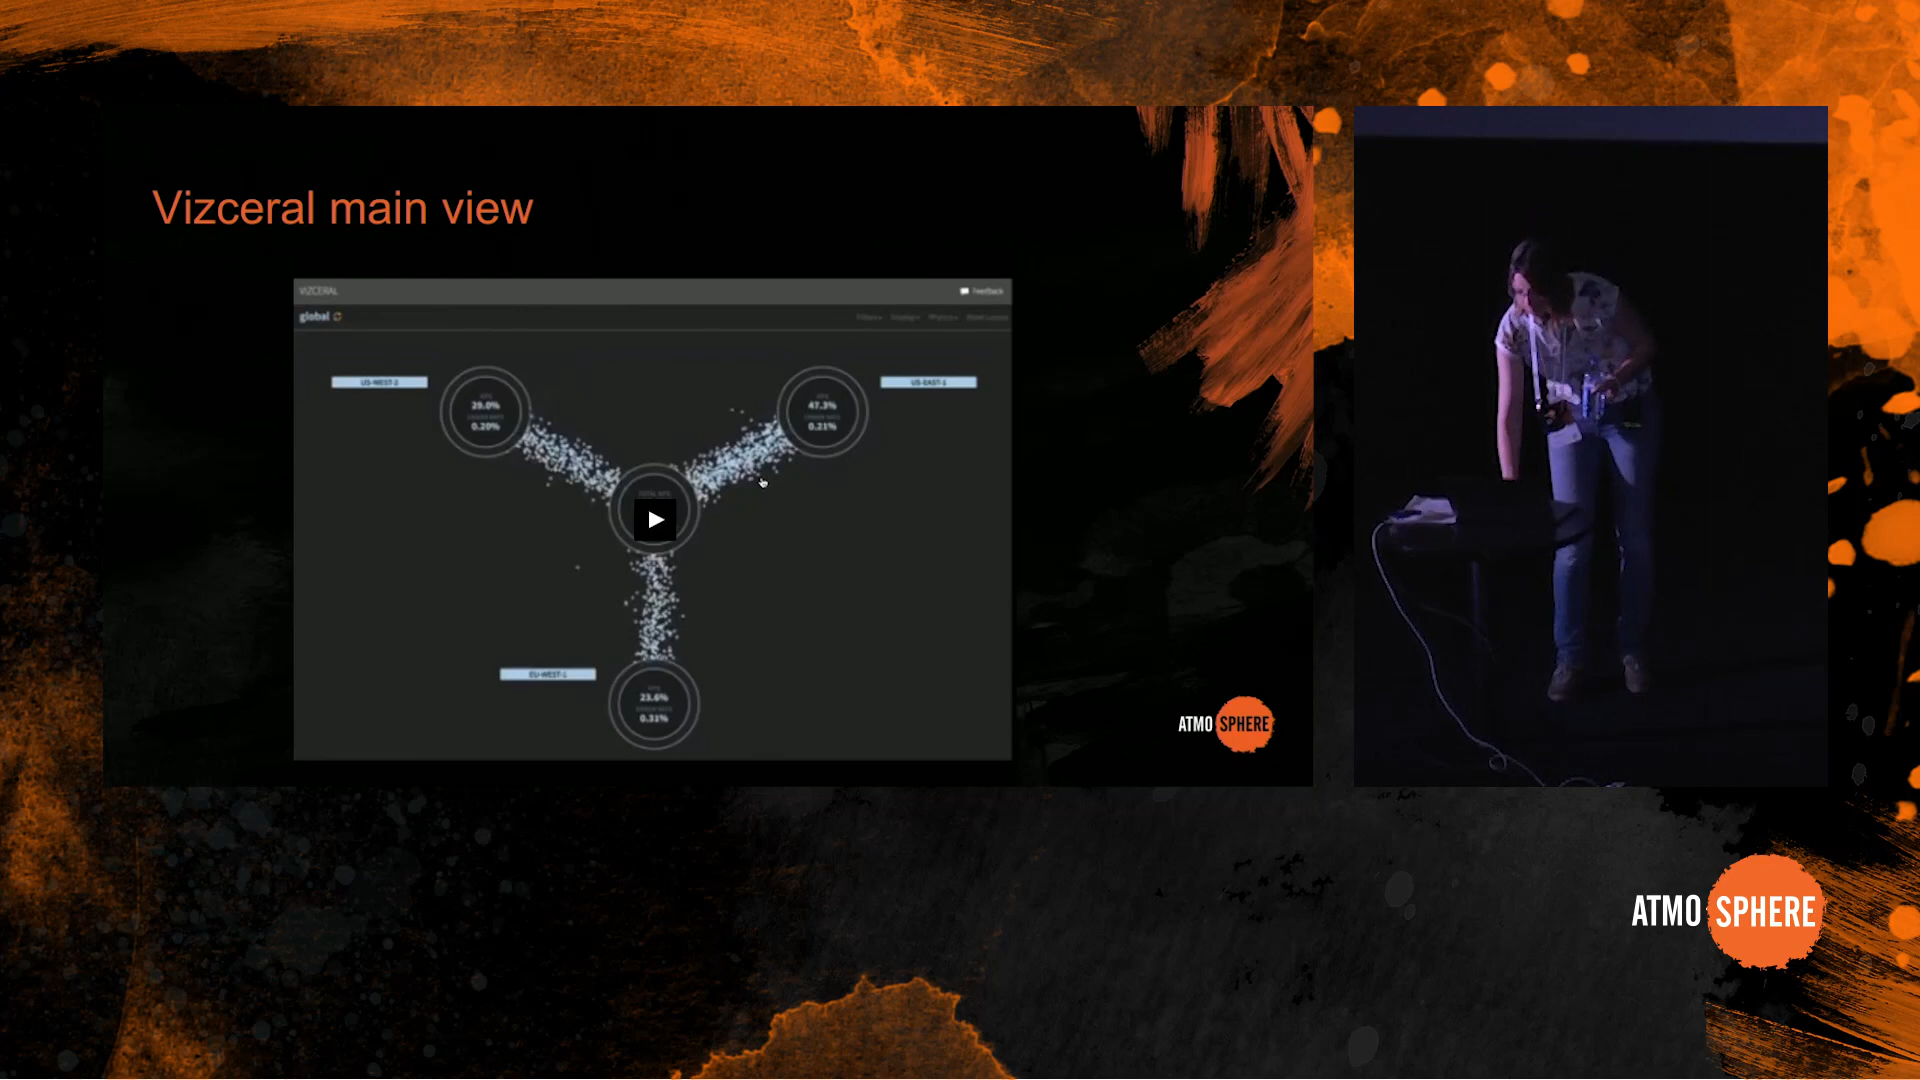 Vizceral main view
VIZCERAL
Feedback
global
US-WEST-2
29.0%
0.20%
US-EAST-1
47.3%
0.21%
EU-WEST-1
23.6%
0.31%
ATMO SPHERE
ATMO SPHERE